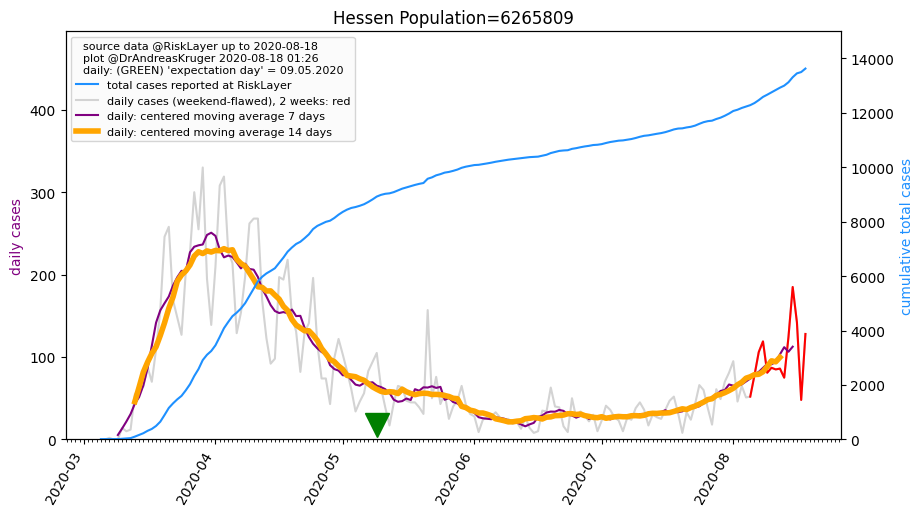 Hessen Population=6265809
source data @RiskLayer up to 2020-08-18
plot @DrAndreasKruger 2020-08-18 01:26
daily: (GREEN) 'expectation day' = 09.05.2020
total cases reported at RiskLayer
daily cases (weekend-flawed), 2 weeks: red
daily: centered moving average 7 days
daily: centered moving average 14 days
daily cases
400
300
200
100
0
14000
12000
10000
8000
6000
4000
2000
0
cumulative total cases
2020-03
2020-04
2020-05
2020-06
2020-07
2020-08